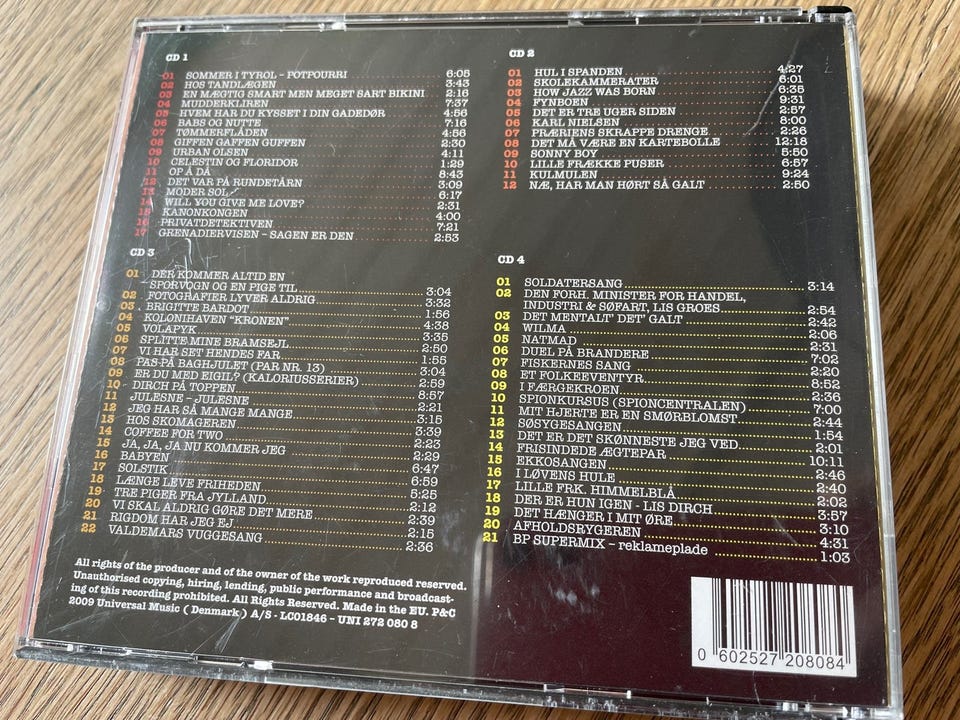 CD 1
01 SOMMER I TYROL – POTPOURRI 6:05
02 HOS TANDLÆGEN 3:43
03 EN MÆGTIG SMART MEN MEGET SART BIKINI 2:16
04 MUDDERKLIREN 7:37
05 HVEM HAR DU KYSSET I DIN GADEDØR 4:56
06 BABS OG NUTTE 7:16
07 TØMMERFLÅDEN 4:56
08 GIFFEN GAFFEN GUFFEN 2:30
09 URBAN OLSEN 4:11
10 CELESTIN OG FLORIDOR 1:29
11 OP Å DÅ 8:43
12 DET VAR PÅ RUNDETÅRN 3:09
13 MODER SOL 6:17
14 WILL YOU GIVE ME LOVE? 2:31
15 KANONKONGEN 4:00
16 PRIVATDETEKTIVEN 7:21
17 GRENADIERVISEN – SAGEN ER DEN 2:53
CD 2
01 HUL I SPANDEN 4:27
02 SKOLEKAMMERATER 6:01
03 HOW JAZZ WAS BORN 6:35
04 FYNBOEN 9:31
05 DET ER TRE UGER SIDEN 2:57
06 KARL NIELSEN 8:00
07 PRÆRIENS SKRAPPE DRENGE 2:26
08 DET MÅ VÆRE EN KARTEBOLLE 12:18
09 SONNY BOY 5:50
10 LILLE FRÆKKE PUSER 6:57
11 KULMULEN 9:24
12 NÆ, HAR MAN HØRT SÅ GALT 2:50
CD 3
01 DER KOMMER ALTID EN
SPORVOGN OG EN PIGE TIL 3:04
02 FOTOGRAFIER LYVER ALDRIG 3:32
03 BRIGITTE BARDOT 1:56
04 KOLONIHAVEN "KRONEN" 4:38
05 VOLAPYK 3:35
06 SPLITTE MINE BRAMSEJL 2:50
07 VI HAR SET HENDES FAR 1:55
08 PAS-PÅ BAGHJULET (PAR NR. 13) 3:04
09 ER DU MED EIGIL? (KALORIUSSERIER) 2:59
10 DIRCH PÅ TOPPEN 8:57
11 JULESNE – JULESNE 2:21
12 JEG HAR SÅ MANGE MANGE 3:15
13 HOS SKOMAGEREN 3:39
14 COFFEE FOR TWO 2:23
15 JA, JA, JA NU KOMMER JEG 2:29
16 BABYEN 6:47
17 SOLSTIK 6:59
18 LÆNGE LEVE FRIHEDEN 5:25
19 TRE PIGER FRA JYLLAND 2:12
20 VI SKAL ALDRIG GØRE DET MERE 2:39
21 RIGDOM HAR JEG EJ 2:15
22 VALDEMARS VUGGESANG 2:36
CD 4
01 SOLDATERSANG 3:14
02 DEN FORH. MINISTER FOR HANDEL,
INDUSTRI & SØFART, LIS GROES 2:54
03 DET MENTALT' DET' GALT 2:42
04 WILMA 2:06
05 NATMAD 2:31
06 DUEL PÅ BRANDERE 7:02
07 FISKERNES SANG 2:20
08 ET FOLKEEVENTYR 8:52
09 I FÆRGEKROEN 2:36
10 SPIONKURSUS (SPIONCENTRALEN) 7:00
11 MIT HJERTE ER EN SMØRBLOMST 2:44
12 SØSYGESANGEN 1:54
13 DET ER DET SKØNNESTE JEG VED 2:01
14 FRISINDEDE ÆGTEPAR 10:11
15 EKKOSANGEN 2:46
16 I LØVENS HULE 2:40
17 LILLE FRK. HIMMELBLÅ 2:02
18 DER ER HUN IGEN - LIS DIRCH 3:57
19 DET HÆNGER I MIT ØRE 3:10
20 AFHOLDSRYGEREN 4:31
21 BP SUPERMIX – reklameplade 1:03
All rights of the producer and of the owner of the work reproduced reserved.
Unauthorised copying, hiring, lending, public performance and broadcast-
ing of this recording prohibited. All Rights Reserved. Made in the EU. P&C
2009 Universal Music ( Denmark ) A/S - LC01846 – UNI 272 080 8
0 602527 208084